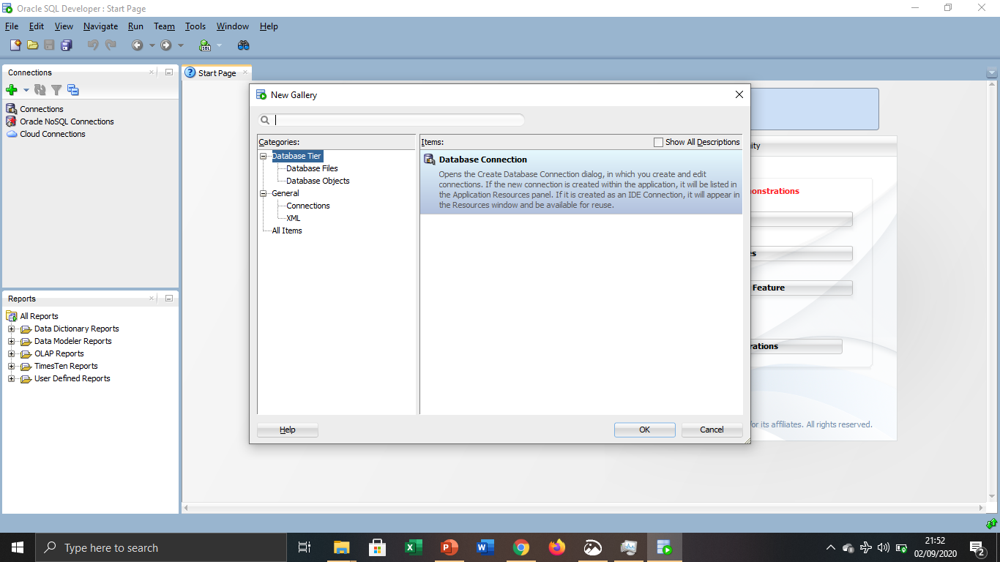 Oracle SQL Developer : Start Page
File Edit View Navigate Run Team Tools Window Help
Connections
Start Page
Connections
Oracle NoSQL Connections
Cloud Connections
Reports
All Reports
Data Dictionary Reports
Data Modeler Reports
OLAP Reports
TimesTen Reports
User Defined Reports
New Gallery
Categories:
Database Tier
Database Files
Database Objects
General
Connections
XML
All Items
Items:
Show All Descriptions
Database Connection
Opens the Create Database Connection dialog, in which you create and edit
connections. If the new connection is created within the application, it will be listed in
the Application Resources panel. If it is created as an IDE Connection, it will appear in
the Resources window and be available for reuse.
Help
OK
Cancel
ity
onstrations
es
Feature
rations
for its affiliates. All rights reserved.
Type here to search
21:52
02/09/2020
2